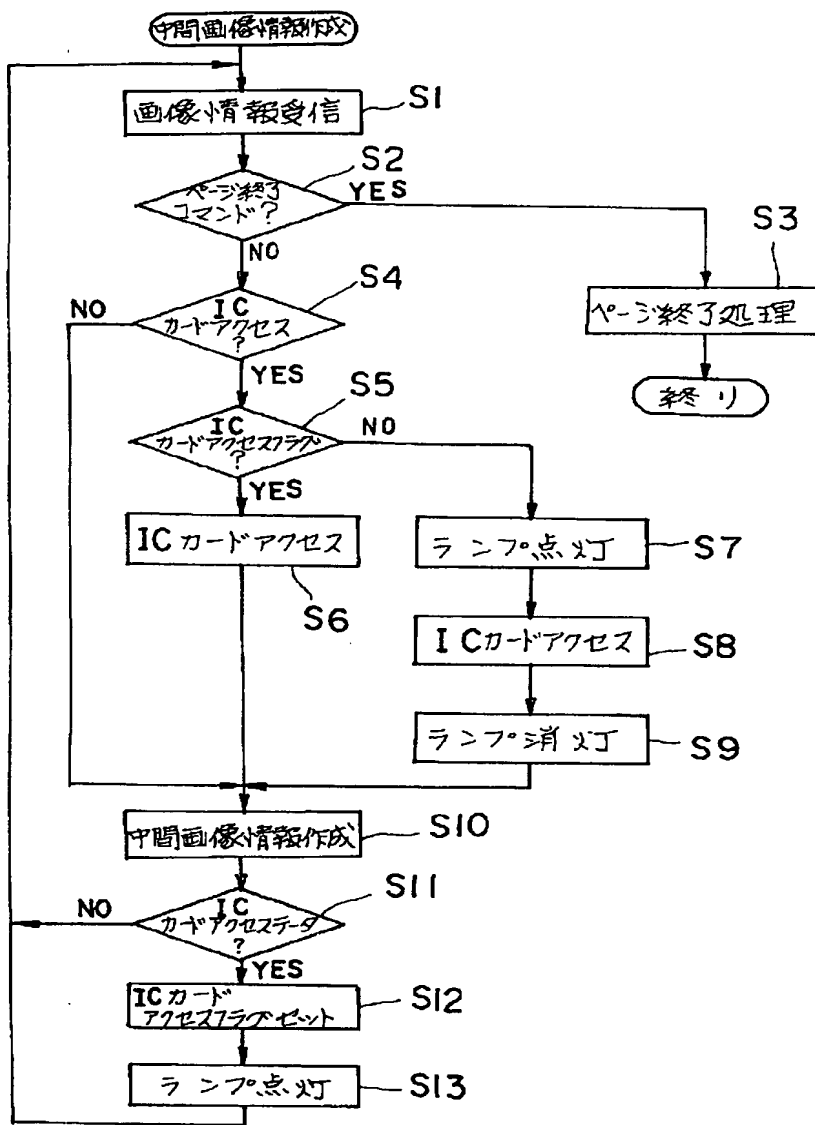 中間画像情報作成
画像情報受信
S1
S2
ページ終了
コマンド?
YES
NO
S3
ページ終了処理
終り
S4
IC
カードアクセス
?
NO
YES
S5
IC
カードアクセスフラグ
?
NO
YES
ICカードアクセス
S6
ランプ点灯
S7
ICカードアクセス
S8
ランプ消灯
S9
中間画像情報作成
S10
S11
IC
カードアクセスデータ
?
NO
YES
ICカード
アクセスフラグセット
S12
ランプ点灯
S13